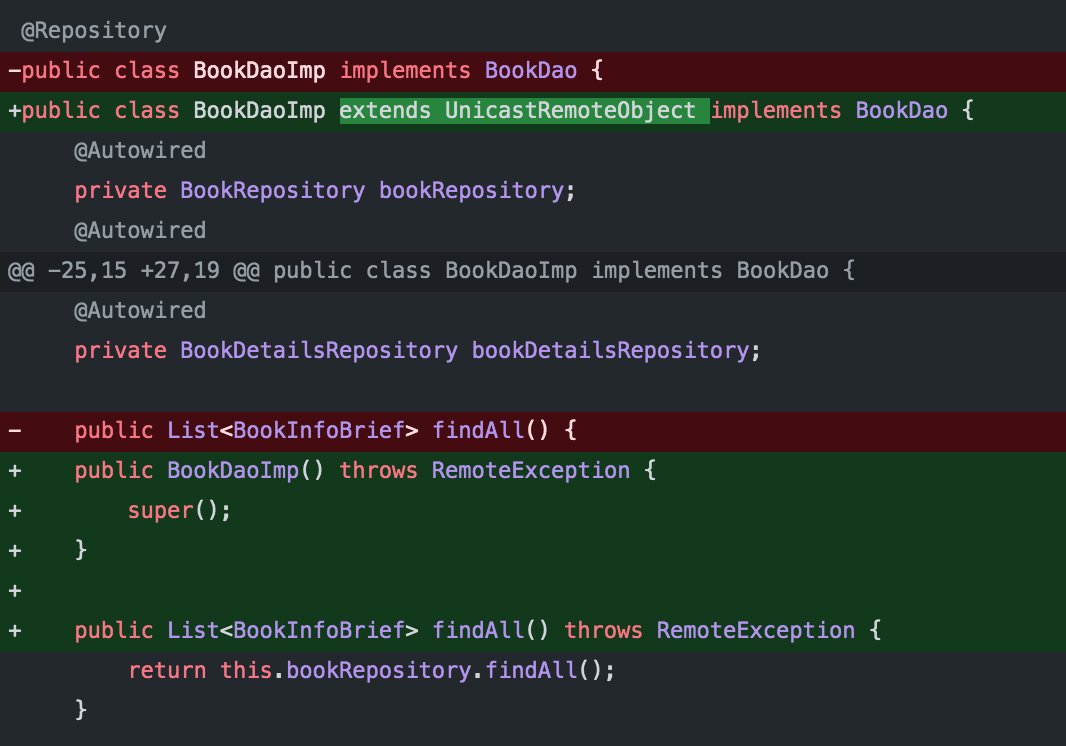 @Repository
-public class BookDaoImp implements BookDao {
+public class BookDaoImp extends UnicastRemoteObject implements BookDao {
    @Autowired
    private BookRepository bookRepository;
    @Autowired
@@ -25,15 +27,19 @@ public class BookDaoImp implements BookDao {
    @Autowired
    private BookDetailsRepository bookDetailsRepository;

-    public List<BookInfoBrief> findAll() {
+    public BookDaoImp() throws RemoteException {
+        super();
+    }
+
+    public List<BookInfoBrief> findAll() throws RemoteException {
        return this.bookRepository.findAll();
    }